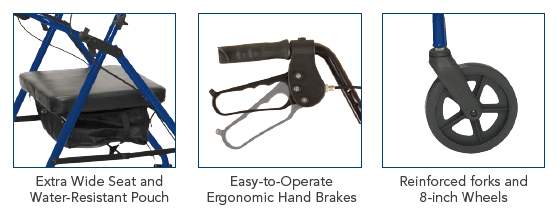 Extra Wide Seat and
Water-Resistant Pouch
Easy-to-Operate
Ergonomic Hand Brakes
Reinforced forks and
8-inch Wheels